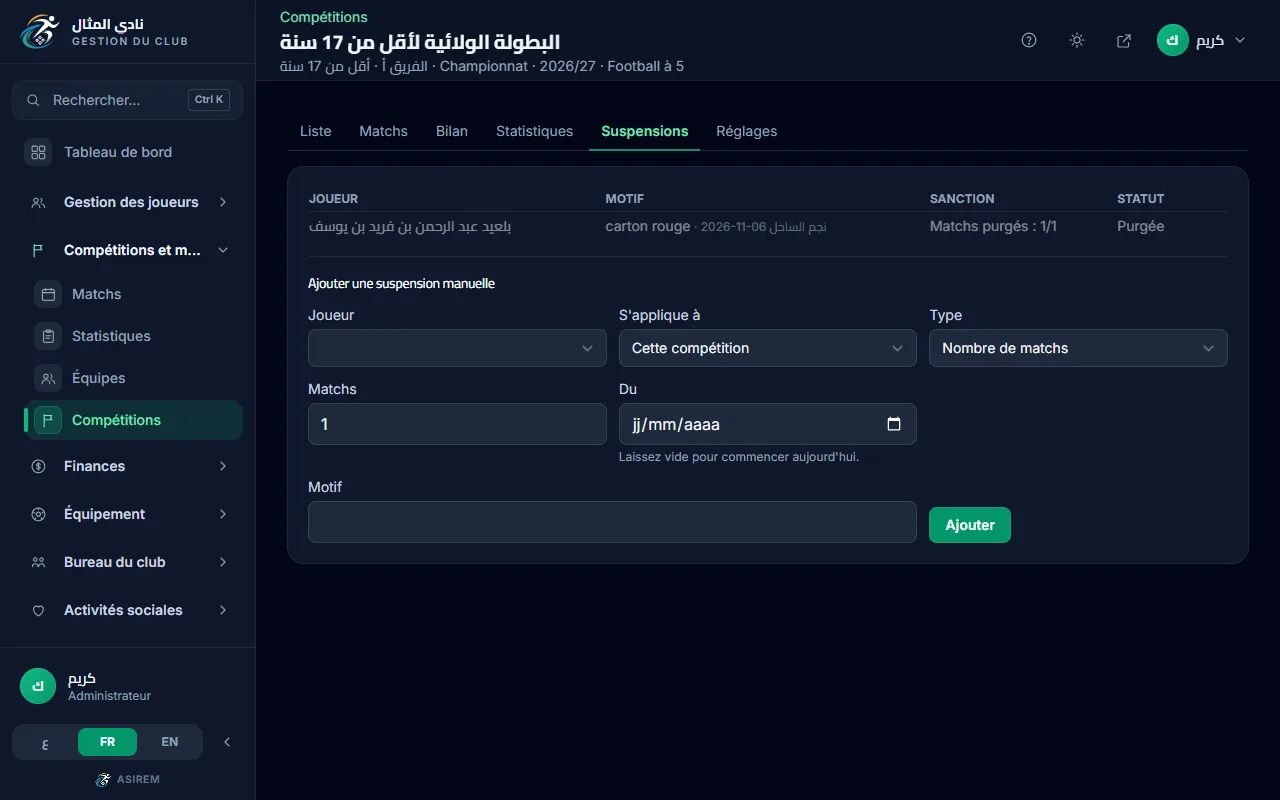 نادي المثال
GESTION DU CLUB
Rechercher...
Ctrl K
Tableau de bord
Gestion des joueurs
Compétitions et m...
Matchs
Statistiques
Équipes
Compétitions
Finances
Équipement
Bureau du club
Activités sociales
ك
كريم
Administrateur
ع
FR
EN
ASIREM
Compétitions
البطولة الولائية لأقل من 17 سنة
الفريق أ · أقل من 17 سنة · Championnat · 2026/27 · Football à 5
ك
كريم
Liste
Matchs
Bilan
Statistiques
Suspensions
Réglages
JOUEUR MOTIF SANCTION STATUT
بلعيد عبد الرحمن بن فريد بن يوسف carton rouge · 2026-11-06 نجم الساحل Matchs purgés : 1/1 Purgée
Ajouter une suspension manuelle
Joueur S'applique à Type
Cette compétition Nombre de matchs
Matchs Du
1 jj/mm/aaaa
Laissez vide pour commencer aujourd'hui.
Motif
Ajouter